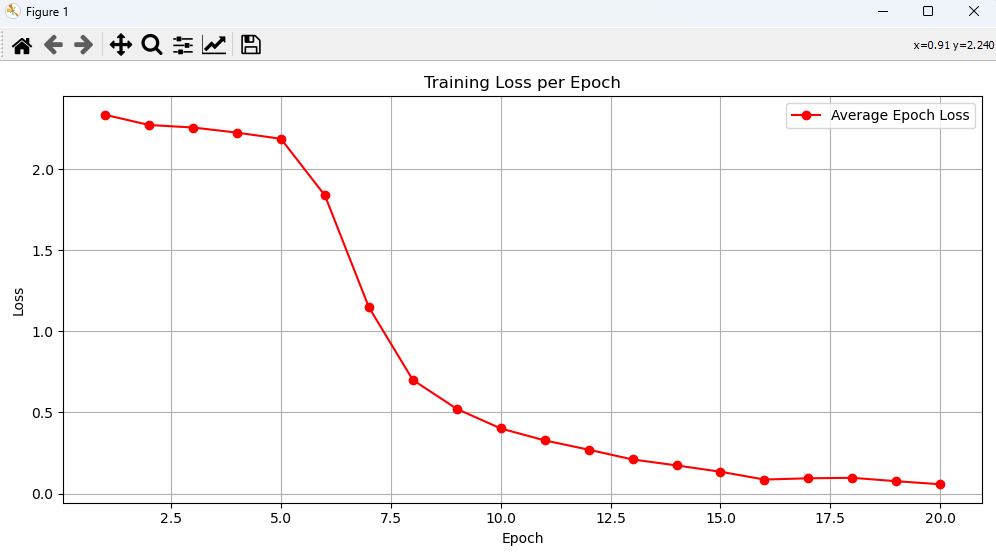 Figure 1
x=0.91 y=2.240
Training Loss per Epoch
Average Epoch Loss
2.0
1.5
1.0
0.5
0.0
Loss
2.5 5.0 7.5 10.0 12.5 15.0 17.5 20.0
Epoch